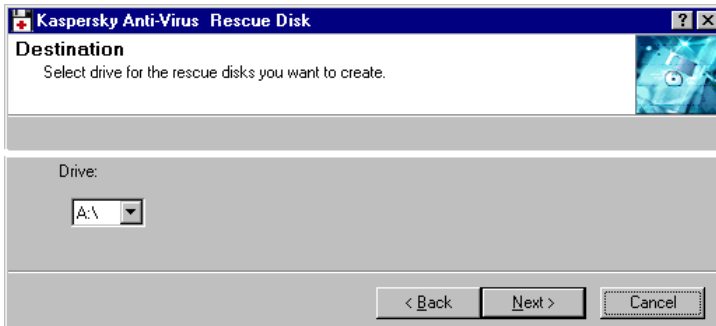 Kaspersky Anti-Virus Rescue Disk
Destination
Select drive for the rescue disks you want to create.
Drive:
A:\
< Back Next > Cancel